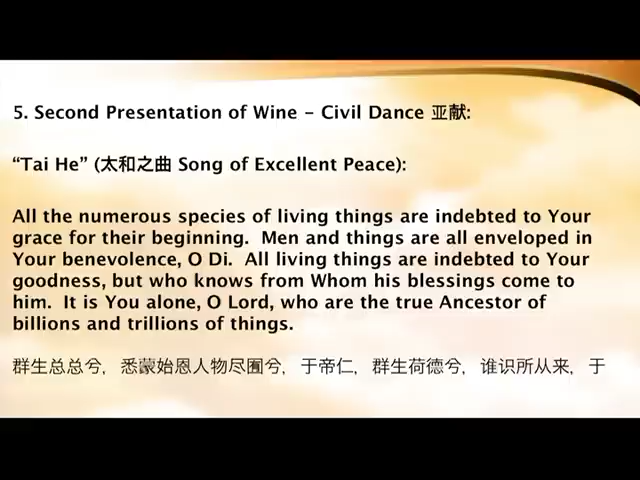 5. Second Presentation of Wine – Civil Dance 亚献:
“Tai He” (太和之曲 Song of Excellent Peace):
All the numerous species of living things are indebted to Your
grace for their beginning.  Men and things are all enveloped in
Your benevolence, O Di.  All living things are indebted to Your
goodness, but who knows from Whom his blessings come to
him.  It is You alone, O Lord, who are the true Ancestor of
billions and trillions of things.
群生总总兮，悉蒙始恩人物尽囿兮，于帝仁，群生荷德兮，谁识所从来，于